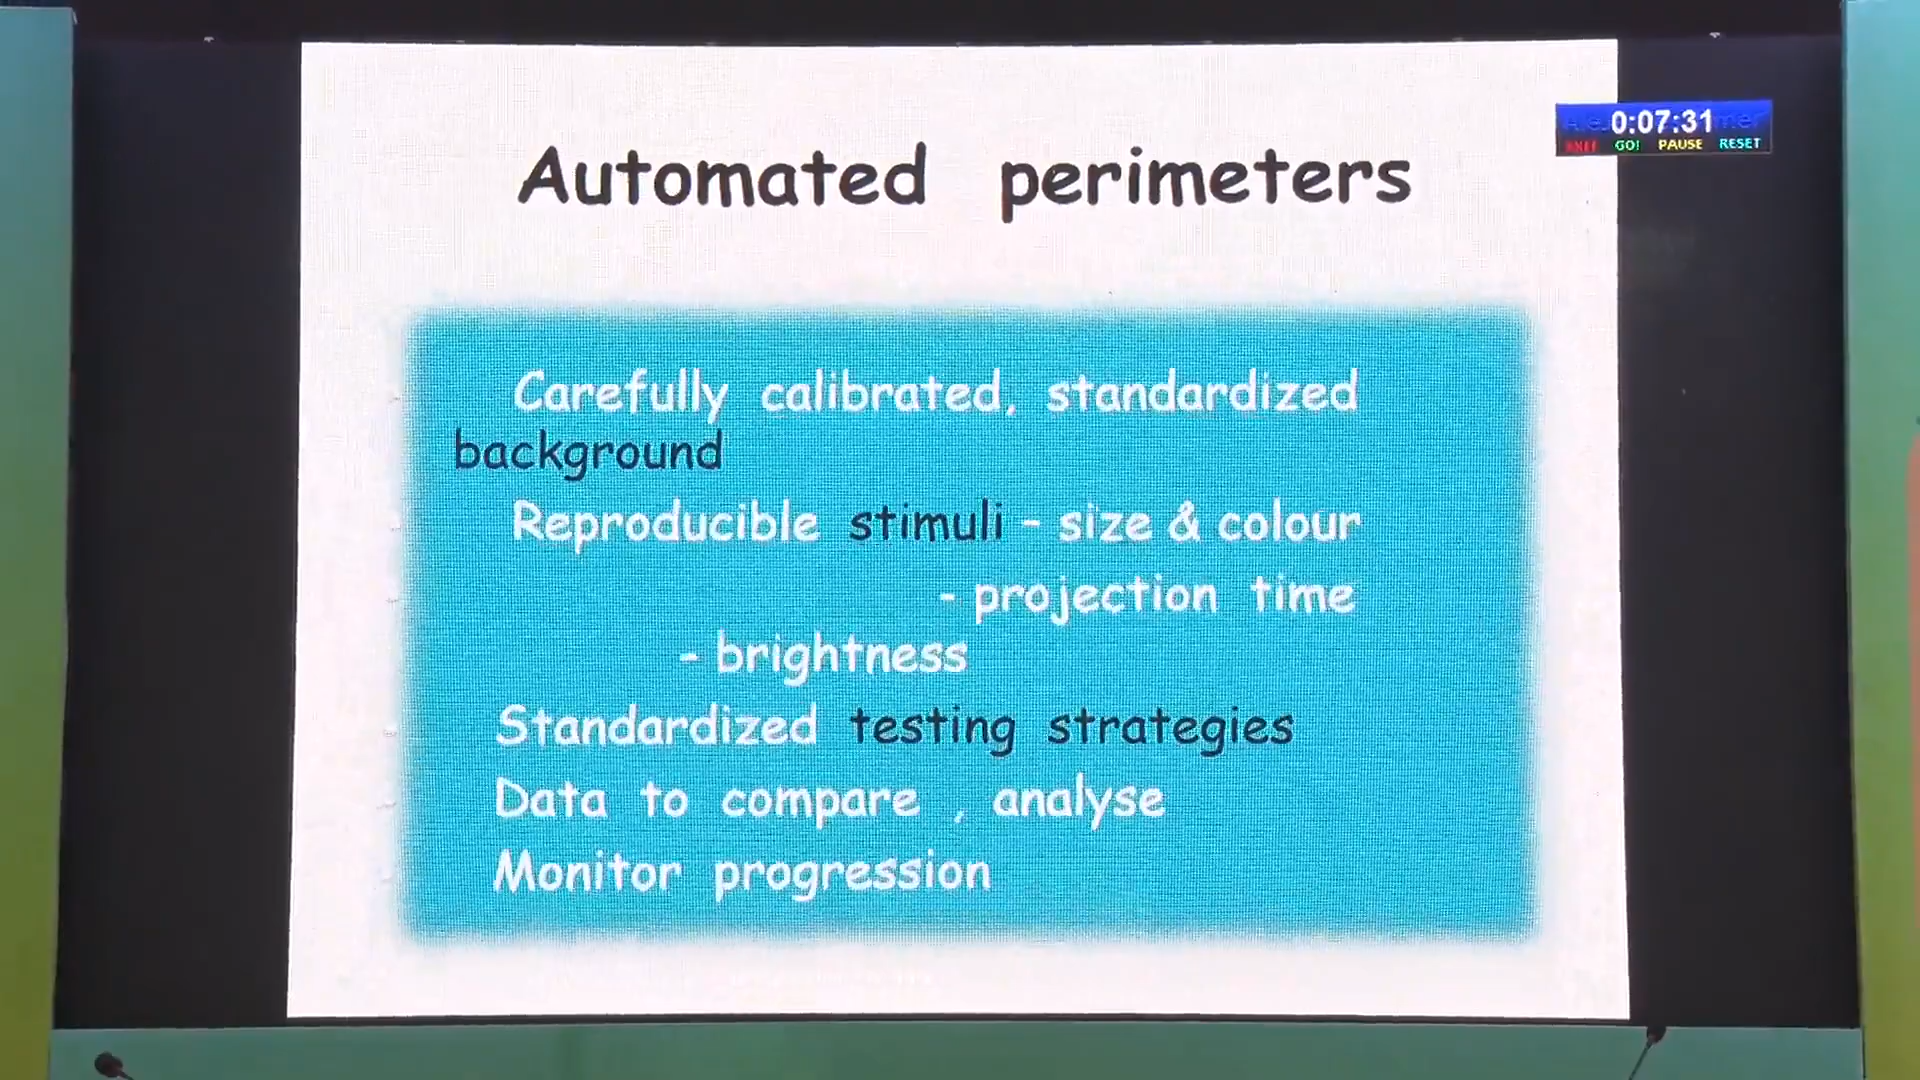 Automated perimeters
0:07:31
GO! PAUSE RESET
Carefully calibrated, standardized
background
Reproducible stimuli - size & colour
- projection time
- brightness
Standardized testing strategies
Data to compare , analyse
Monitor progression